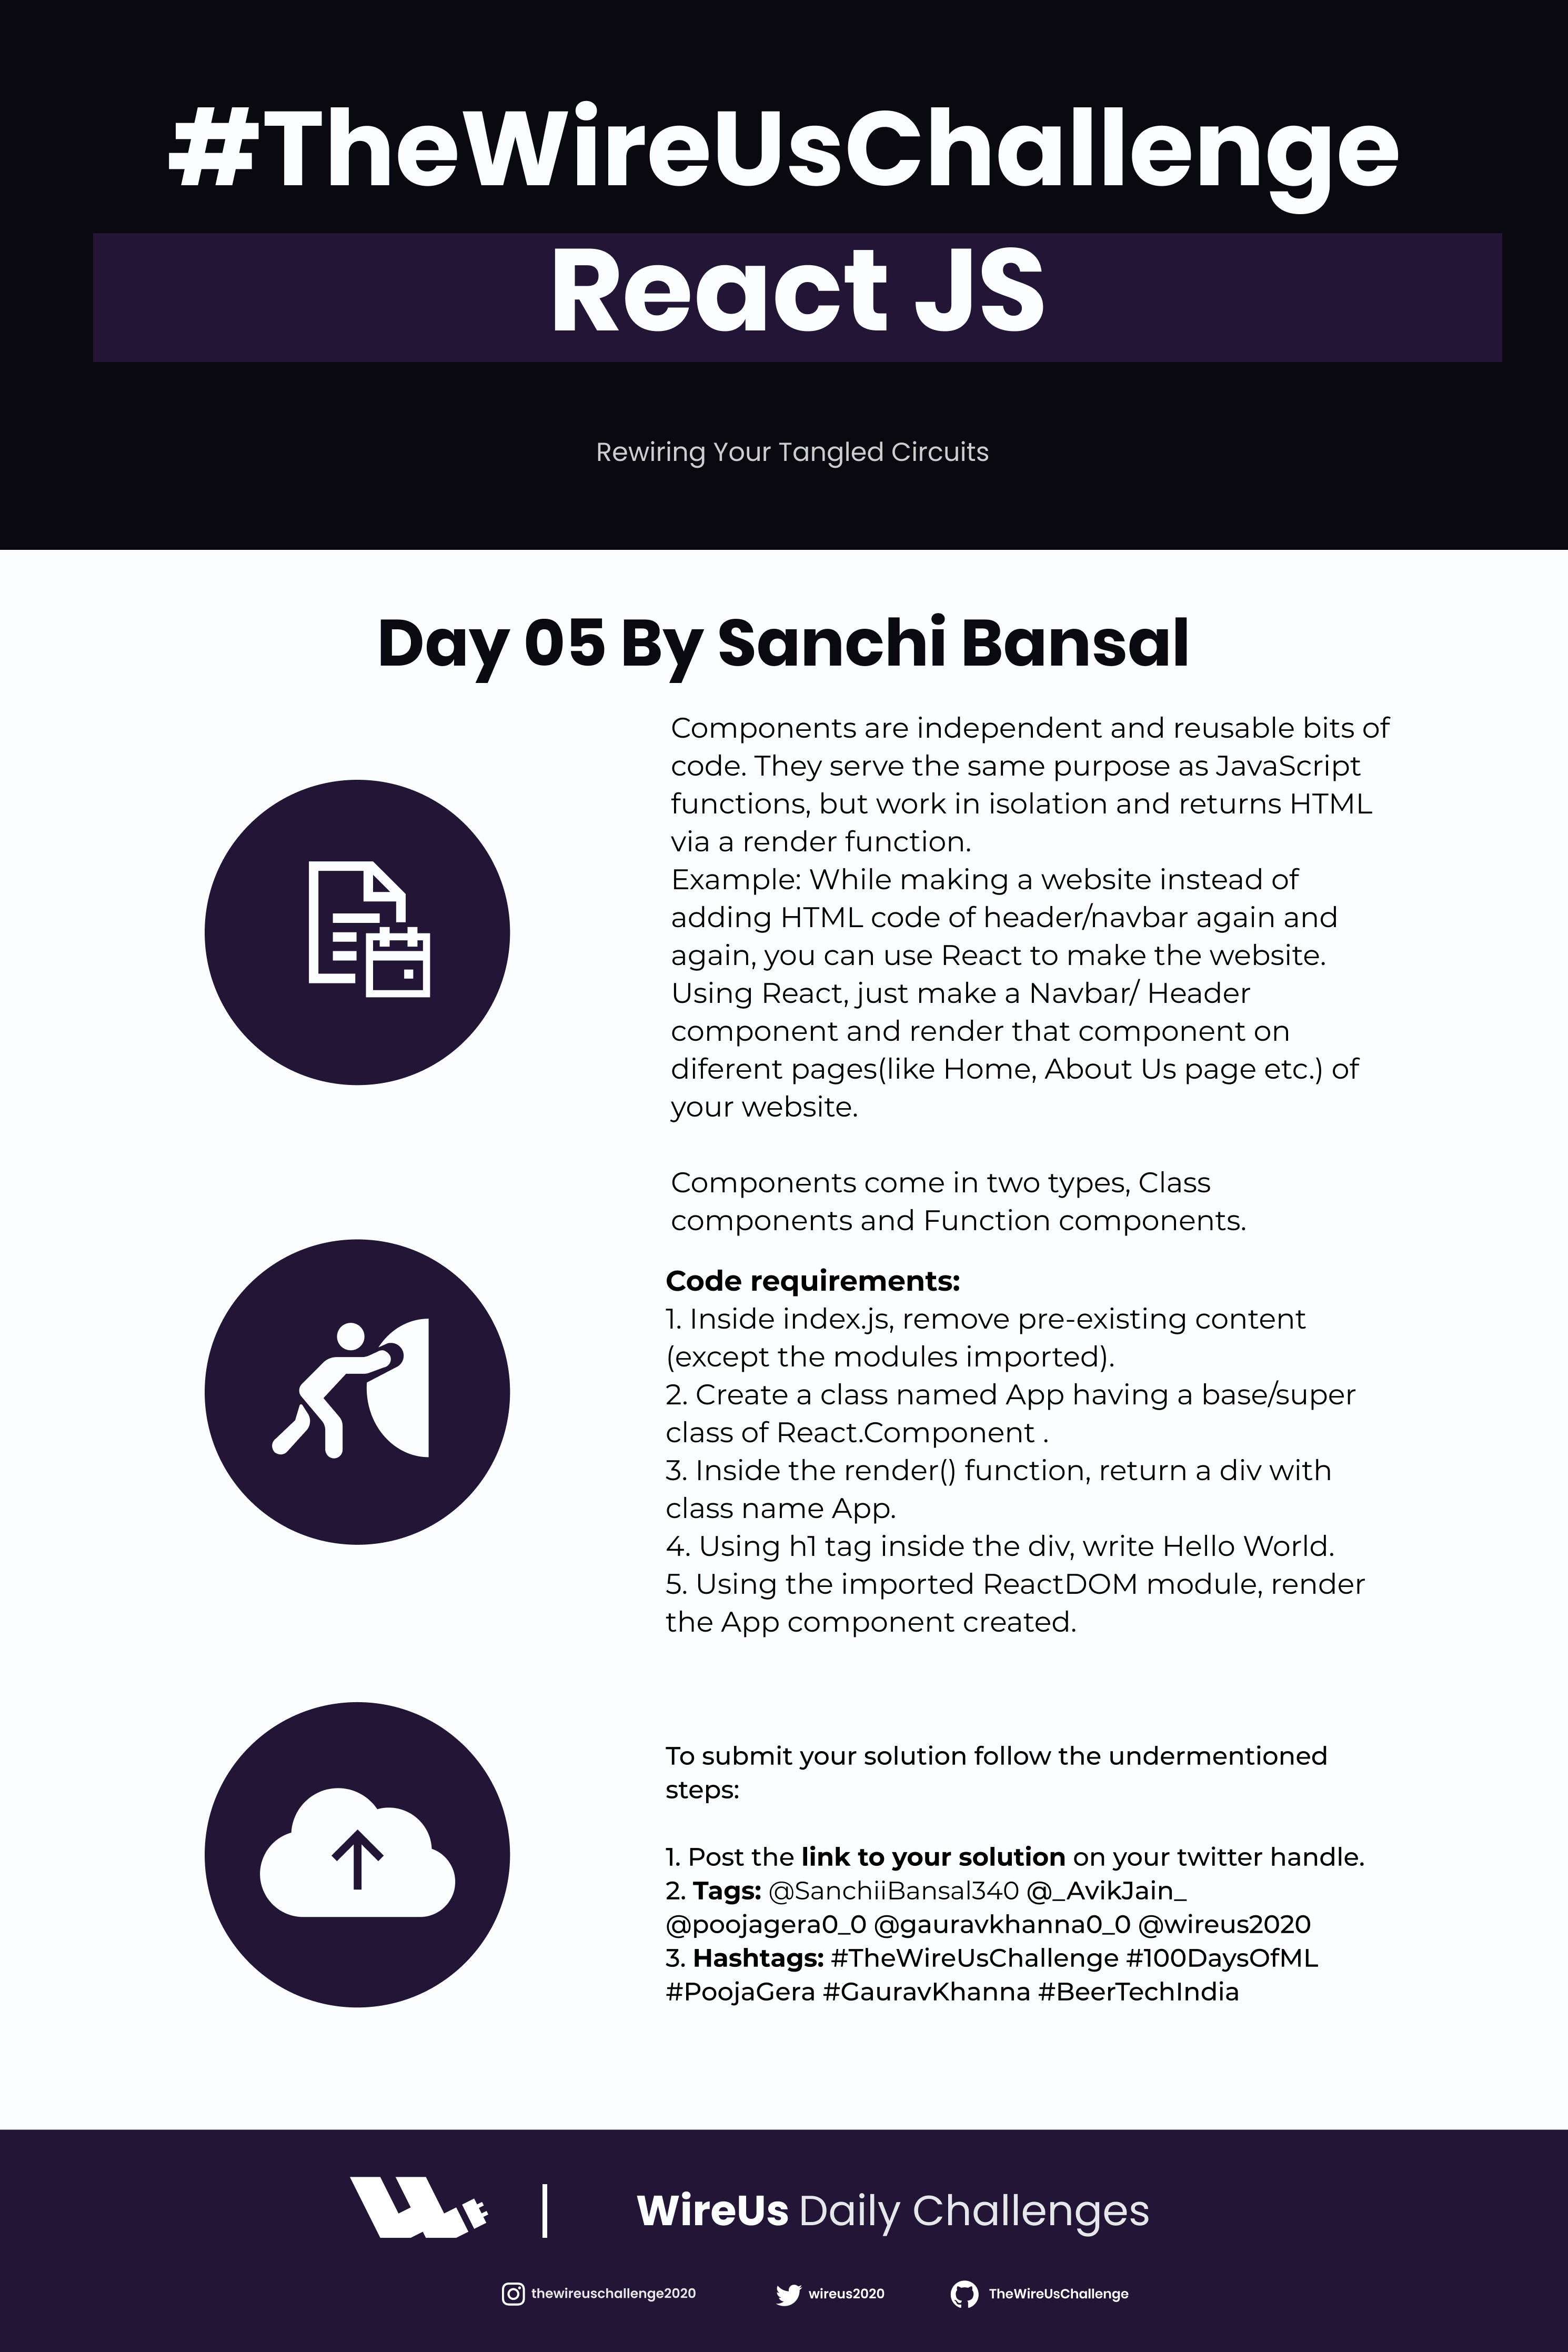 #TheWireUsChallenge
React JS
Rewiring Your Tangled Circuits
Day 05 By Sanchi Bansal
Components are independent and reusable bits of
code. They serve the same purpose as JavaScript
functions, but work in isolation and returns HTML
via a render function.
Example: While making a website instead of
adding HTML code of header/navbar again and
again, you can use React to make the website.
Using React, just make a Navbar/ Header
component and render that component on
diferent pages(like Home, About Us page etc.) of
your website.
Components come in two types, Class
components and Function components.
Code requirements:
1. Inside index.js, remove pre-existing content
(except the modules imported).
2. Create a class named App having a base/super
class of React.Component .
3. Inside the render() function, return a div with
class name App.
4. Using h1 tag inside the div, write Hello World.
5. Using the imported ReactDOM module, render
the App component created.
To submit your solution follow the undermentioned
steps:
1. Post the link to your solution on your twitter handle.
2. Tags: @SanchiiBansal340 @_AvikJain_
@poojagera0_0 @gauravkhanna0_0 @wireus2020
3. Hashtags: #TheWireUsChallenge #100DaysOfML
#PoojaGera #GauravKhanna #BeerTechIndia
WireUs Daily Challenges
thewireuschallenge2020 wireus2020 TheWireUsChallenge